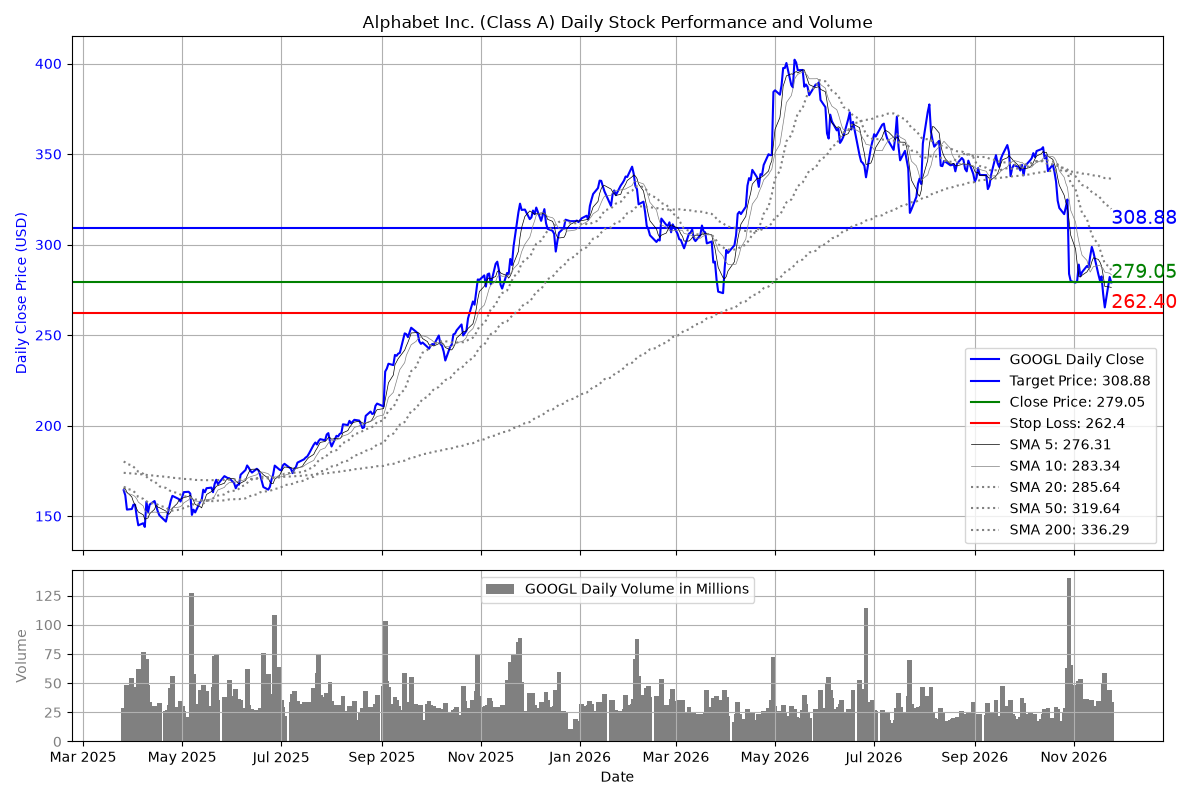 Alphabet Inc. (Class A) Daily Stock Performance and Volume
Daily Close Price (USD)
400
350
300
250
200
150
308.88
279.05
262.40
GOOGL Daily Close
Target Price: 308.88
Close Price: 279.05
Stop Loss: 262.4
SMA 5: 276.31
SMA 10: 283.34
SMA 20: 285.64
SMA 50: 319.64
SMA 200: 336.29
Volume
125
100
75
50
25
0
GOOGL Daily Volume in Millions
Mar 2025 May 2025 Jul 2025 Sep 2025 Nov 2025 Jan 2026 Mar 2026 May 2026 Jul 2026 Sep 2026 Nov 2026
Date